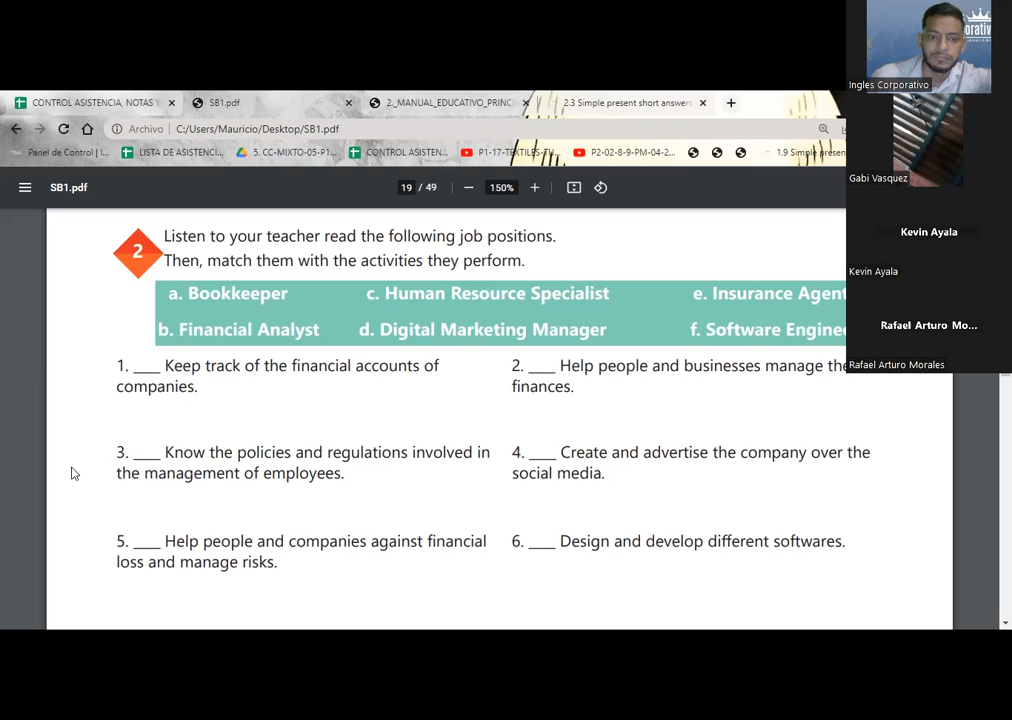 CONTROL ASISTENCIA, NOTAS Y
SB1.pdf
2._MANUAL_EDUCATIVO_PRINC
2.3 Simple present short answers
Archivo
C:/Users/Mauricio/Desktop/SB1.pdf
Panel de Control | I...
LISTA DE ASISTENCI...
5. CC-MIXTO-05-P1...
CONTROL ASISTEN...
P1-17-TEXTILES-TU...
P2-02-8-9-PM-04-2...
1.9 Simple presen
SB1.pdf
19 / 49
150%
2
Listen to your teacher read the following job positions.
Then, match them with the activities they perform.
a. Bookkeeper c. Human Resource Specialist e. Insurance Agent
b. Financial Analyst d. Digital Marketing Manager f. Software Enginee
1. ___ Keep track of the financial accounts of
companies.
2. ___ Help people and businesses manage the
finances.
3. ___ Know the policies and regulations involved in
the management of employees.
4. ___ Create and advertise the company over the
social media.
5. ___ Help people and companies against financial
loss and manage risks.
6. ___ Design and develop different softwares.
orativ
Ingles Corporativo
Gabi Vasquez
Kevin Ayala
Kevin Ayala
Rafael Arturo Mo...
Rafael Arturo Morales